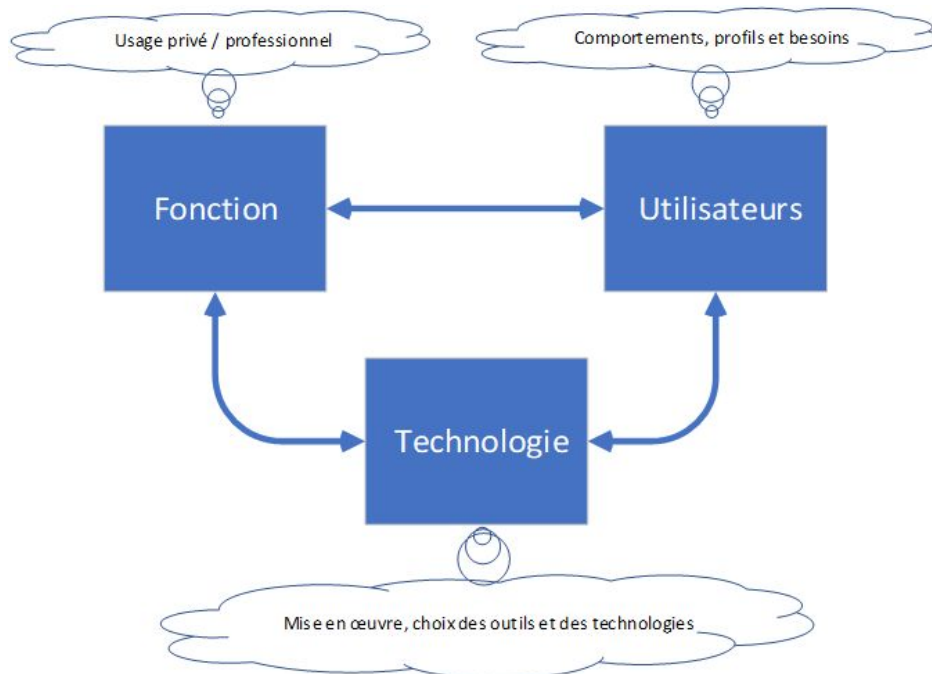 Usage privé / professionnel
Comportements, profils et besoins
Fonction
Utilisateurs
Technologie
Mise en œuvre, choix des outils et des technologies